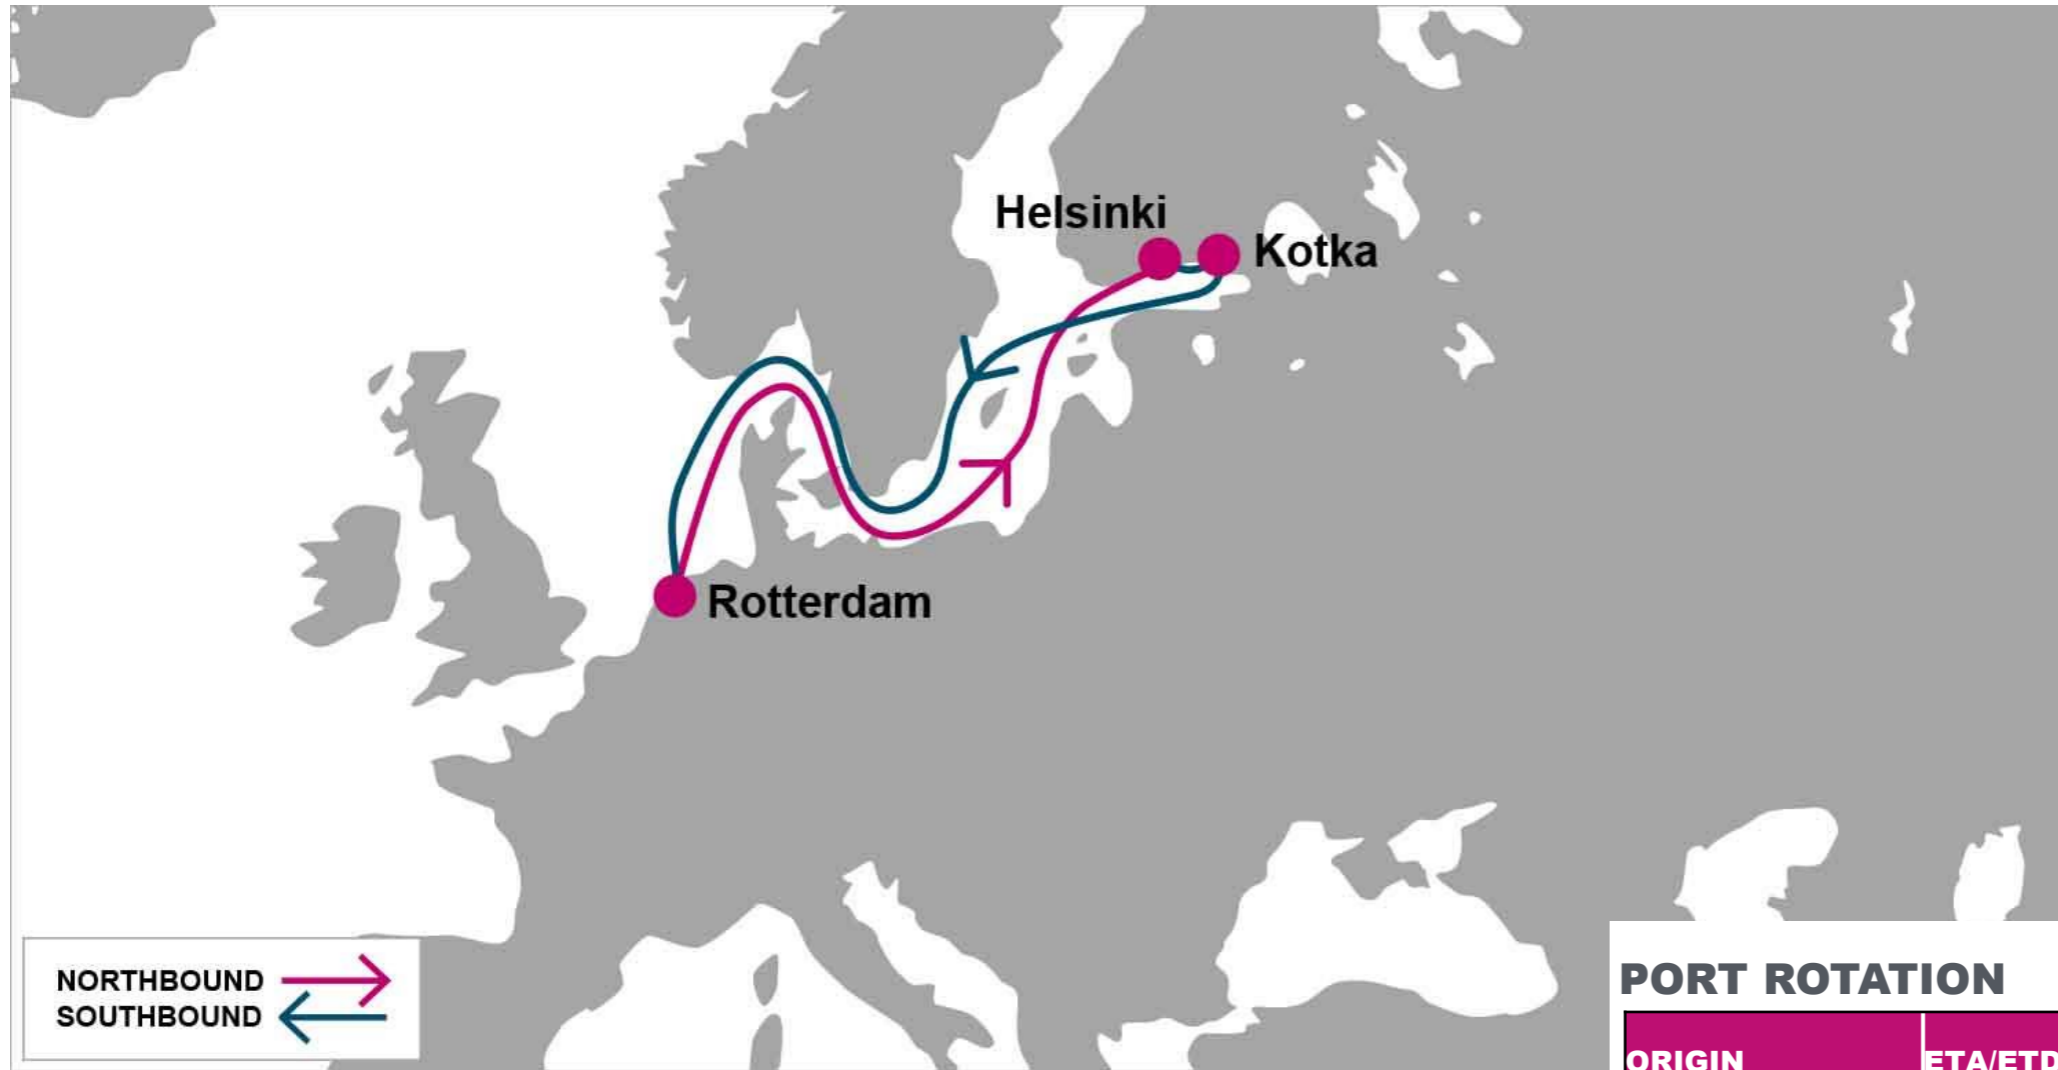 Helsinki
Kotka
Rotterdam
NORTHBOUND
SOUTHBOUND
PORT ROTATION
ORIGIN ETA/ETD